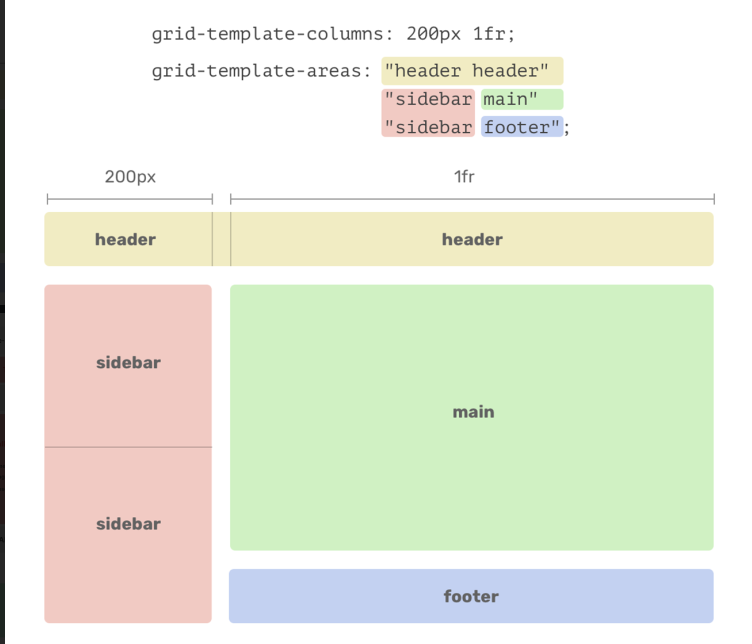 grid-template-columns: 200px 1fr;
grid-template-areas: "header header"
"sidebar main"
"sidebar footer";
200px 1fr
header header
sidebar
main
sidebar
footer